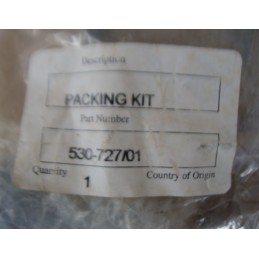 Description
PACKING KIT
Part Number
530-727/01
Quantity Country of Origin
1